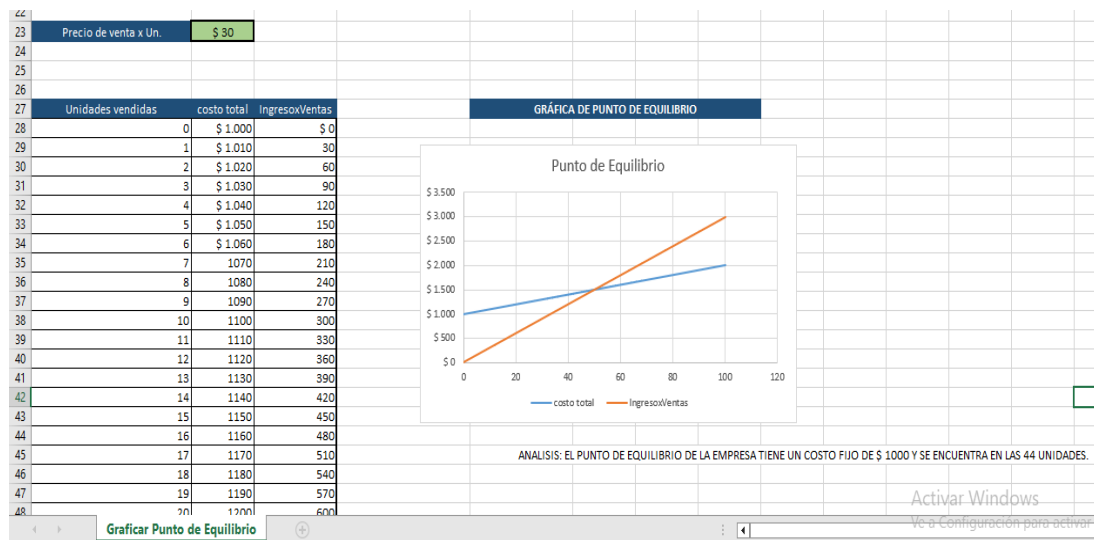 22
23 Precio de venta x Un. $ 30
24
25
26
27 Unidades vendidas costo total IngresoxVentas GRÁFICA DE PUNTO DE EQUILIBRIO
28 0 $ 1.000 $ 0
29 1 $ 1.010 30
30 2 $ 1.020 60
31 3 $ 1.030 90
32 4 $ 1.040 120
33 5 $ 1.050 150
34 6 $ 1.060 180
35 7 1070 210
36 8 1080 240
37 9 1090 270
38 10 1100 300
39 11 1110 330
40 12 1120 360
41 13 1130 390
42 14 1140 420
43 15 1150 450
44 16 1160 480
45 17 1170 510
46 18 1180 540
47 19 1190 570
48 20 1200 600
Punto de Equilibrio
$ 3.500
$ 3.000
$ 2.500
$ 2.000
$ 1.500
$ 1.000
$ 500
$ 0
0 20 40 60 80 100 120
costo total IngresoxVentas
ANALISIS: EL PUNTO DE EQUILIBRIO DE LA EMPRESA TIENE UN COSTO FIJO DE $ 1000 Y SE ENCUENTRA EN LAS 44 UNIDADES.
Activar Windows
Ve a Configuración para activar
Graficar Punto de Equilibrio